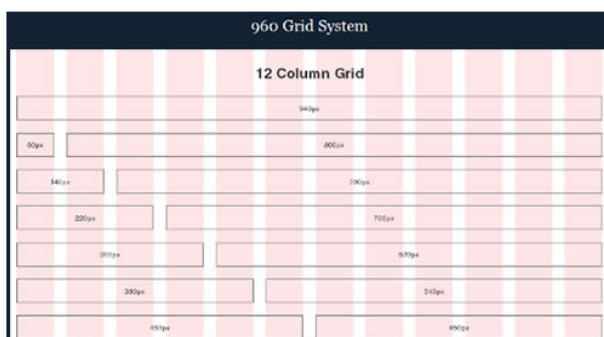 960 Grid System
12 Column Grid
940px
60px 860px
140px 780px
220px 700px
300px 620px
380px 540px
460px 460px